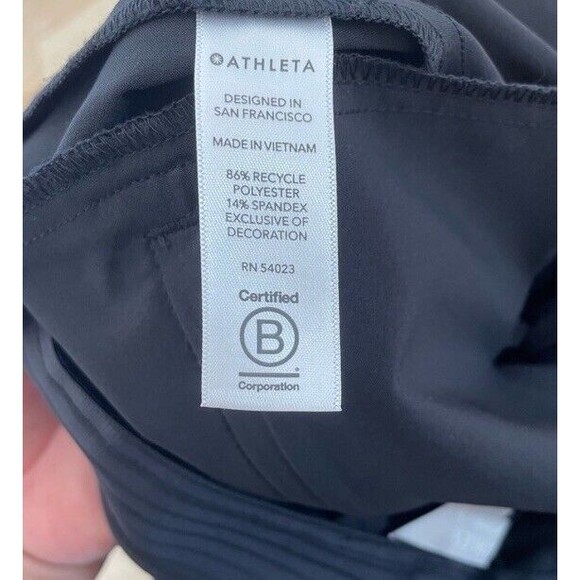 ATHLETA
DESIGNED IN
SAN FRANCISCO
MADE IN VIETNAM
86% RECYCLE
POLYESTER
14% SPANDEX
EXCLUSIVE OF
DECORATION
RN 54023
Certified
B
Corporation